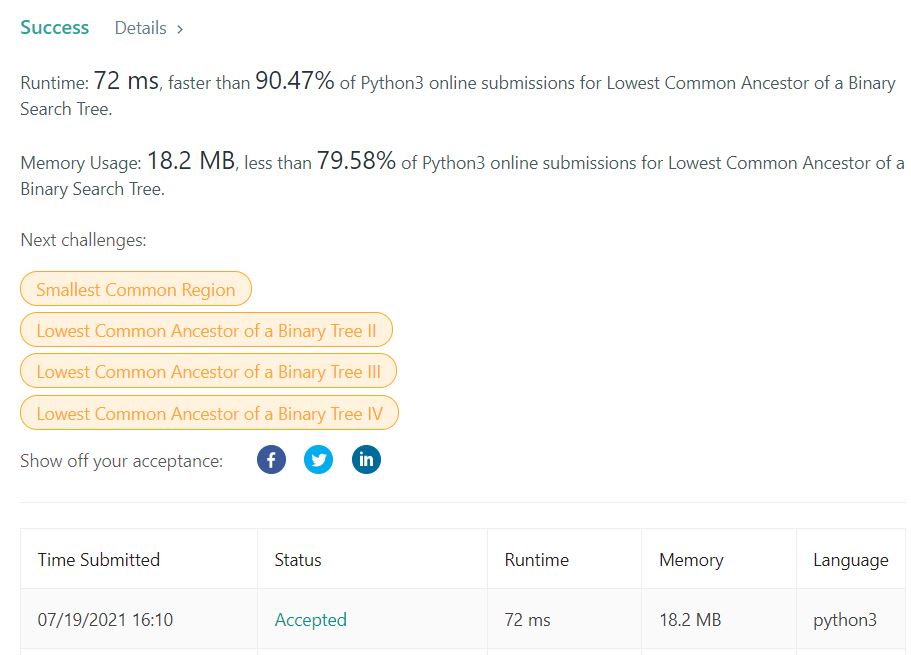 Success Details >
Runtime: 72 ms, faster than 90.47% of Python3 online submissions for Lowest Common Ancestor of a Binary
Search Tree.
Memory Usage: 18.2 MB, less than 79.58% of Python3 online submissions for Lowest Common Ancestor of a
Binary Search Tree.
Next challenges:
Smallest Common Region
Lowest Common Ancestor of a Binary Tree II
Lowest Common Ancestor of a Binary Tree III
Lowest Common Ancestor of a Binary Tree IV
Show off your acceptance: f in
Time Submitted Status Runtime Memory Language
07/19/2021 16:10 Accepted 72 ms 18.2 MB python3